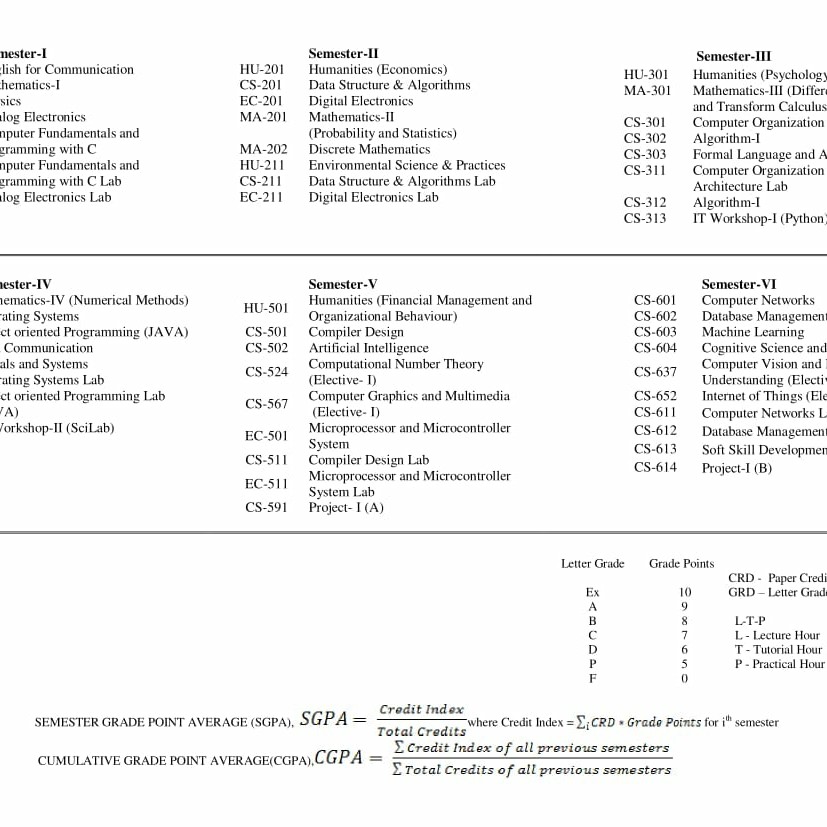 mester-I
glish for Communication
thematics-I
sics
alog Electronics
mputer Fundamentals and
gramming with C
mputer Fundamentals and
gramming with C Lab
alog Electronics Lab
Semester-II
HU-201 Humanities (Economics)
CS-201 Data Structure & Algorithms
EC-201 Digital Electronics
MA-201 Mathematics-II
(Probability and Statistics)
MA-202 Discrete Mathematics
HU-211 Environmental Science & Practices
CS-211 Data Structure & Algorithms Lab
EC-211 Digital Electronics Lab
Semester-III
HU-301 Humanities (Psychology
MA-301 Mathematics-III (Differe
and Transform Calculus
CS-301 Computer Organization
CS-302 Algorithm-I
CS-303 Formal Language and A
CS-311 Computer Organization
Architecture Lab
CS-312 Algorithm-I
CS-313 IT Workshop-I (Python)
mester-IV
hematics-IV (Numerical Methods)
rating Systems
ect oriented Programming (JAVA)
Communication
als and Systems
rating Systems Lab
ect oriented Programming Lab
VA)
Workshop-II (SciLab)
Semester-V
HU-501 Humanities (Financial Management and
Organizational Behaviour)
CS-501 Compiler Design
CS-502 Artificial Intelligence
CS-524 Computational Number Theory
(Elective- I)
CS-567 Computer Graphics and Multimedia
(Elective- I)
EC-501 Microprocessor and Microcontroller
System
CS-511 Compiler Design Lab
EC-511 Microprocessor and Microcontroller
System Lab
CS-591 Project- I (A)
Semester-VI
CS-601 Computer Networks
CS-602 Database Management
CS-603 Machine Learning
CS-604 Cognitive Science and
CS-637 Computer Vision and I
Understanding (Electiv
CS-652 Internet of Things (Ele
CS-611 Computer Networks L
CS-612 Database Management
CS-613 Soft Skill Developmen
CS-614 Project-I (B)
Letter Grade Grade Points
Ex 10
A 9
B 8
C 7
D 6
P 5
F 0
CRD - Paper Credi
GRD – Letter Grade
L-T-P
L - Lecture Hour
T - Tutorial Hour
P - Practical Hour
SEMESTER GRADE POINT AVERAGE (SGPA), SGPA = Credit Index / Total Credits where Credit Index = ∑i CRD * Grade Points for ith semester
CUMULATIVE GRADE POINT AVERAGE(CGPA), CGPA = ∑ Credit Index of all previous semesters / ∑ Total Credits of all previous semesters